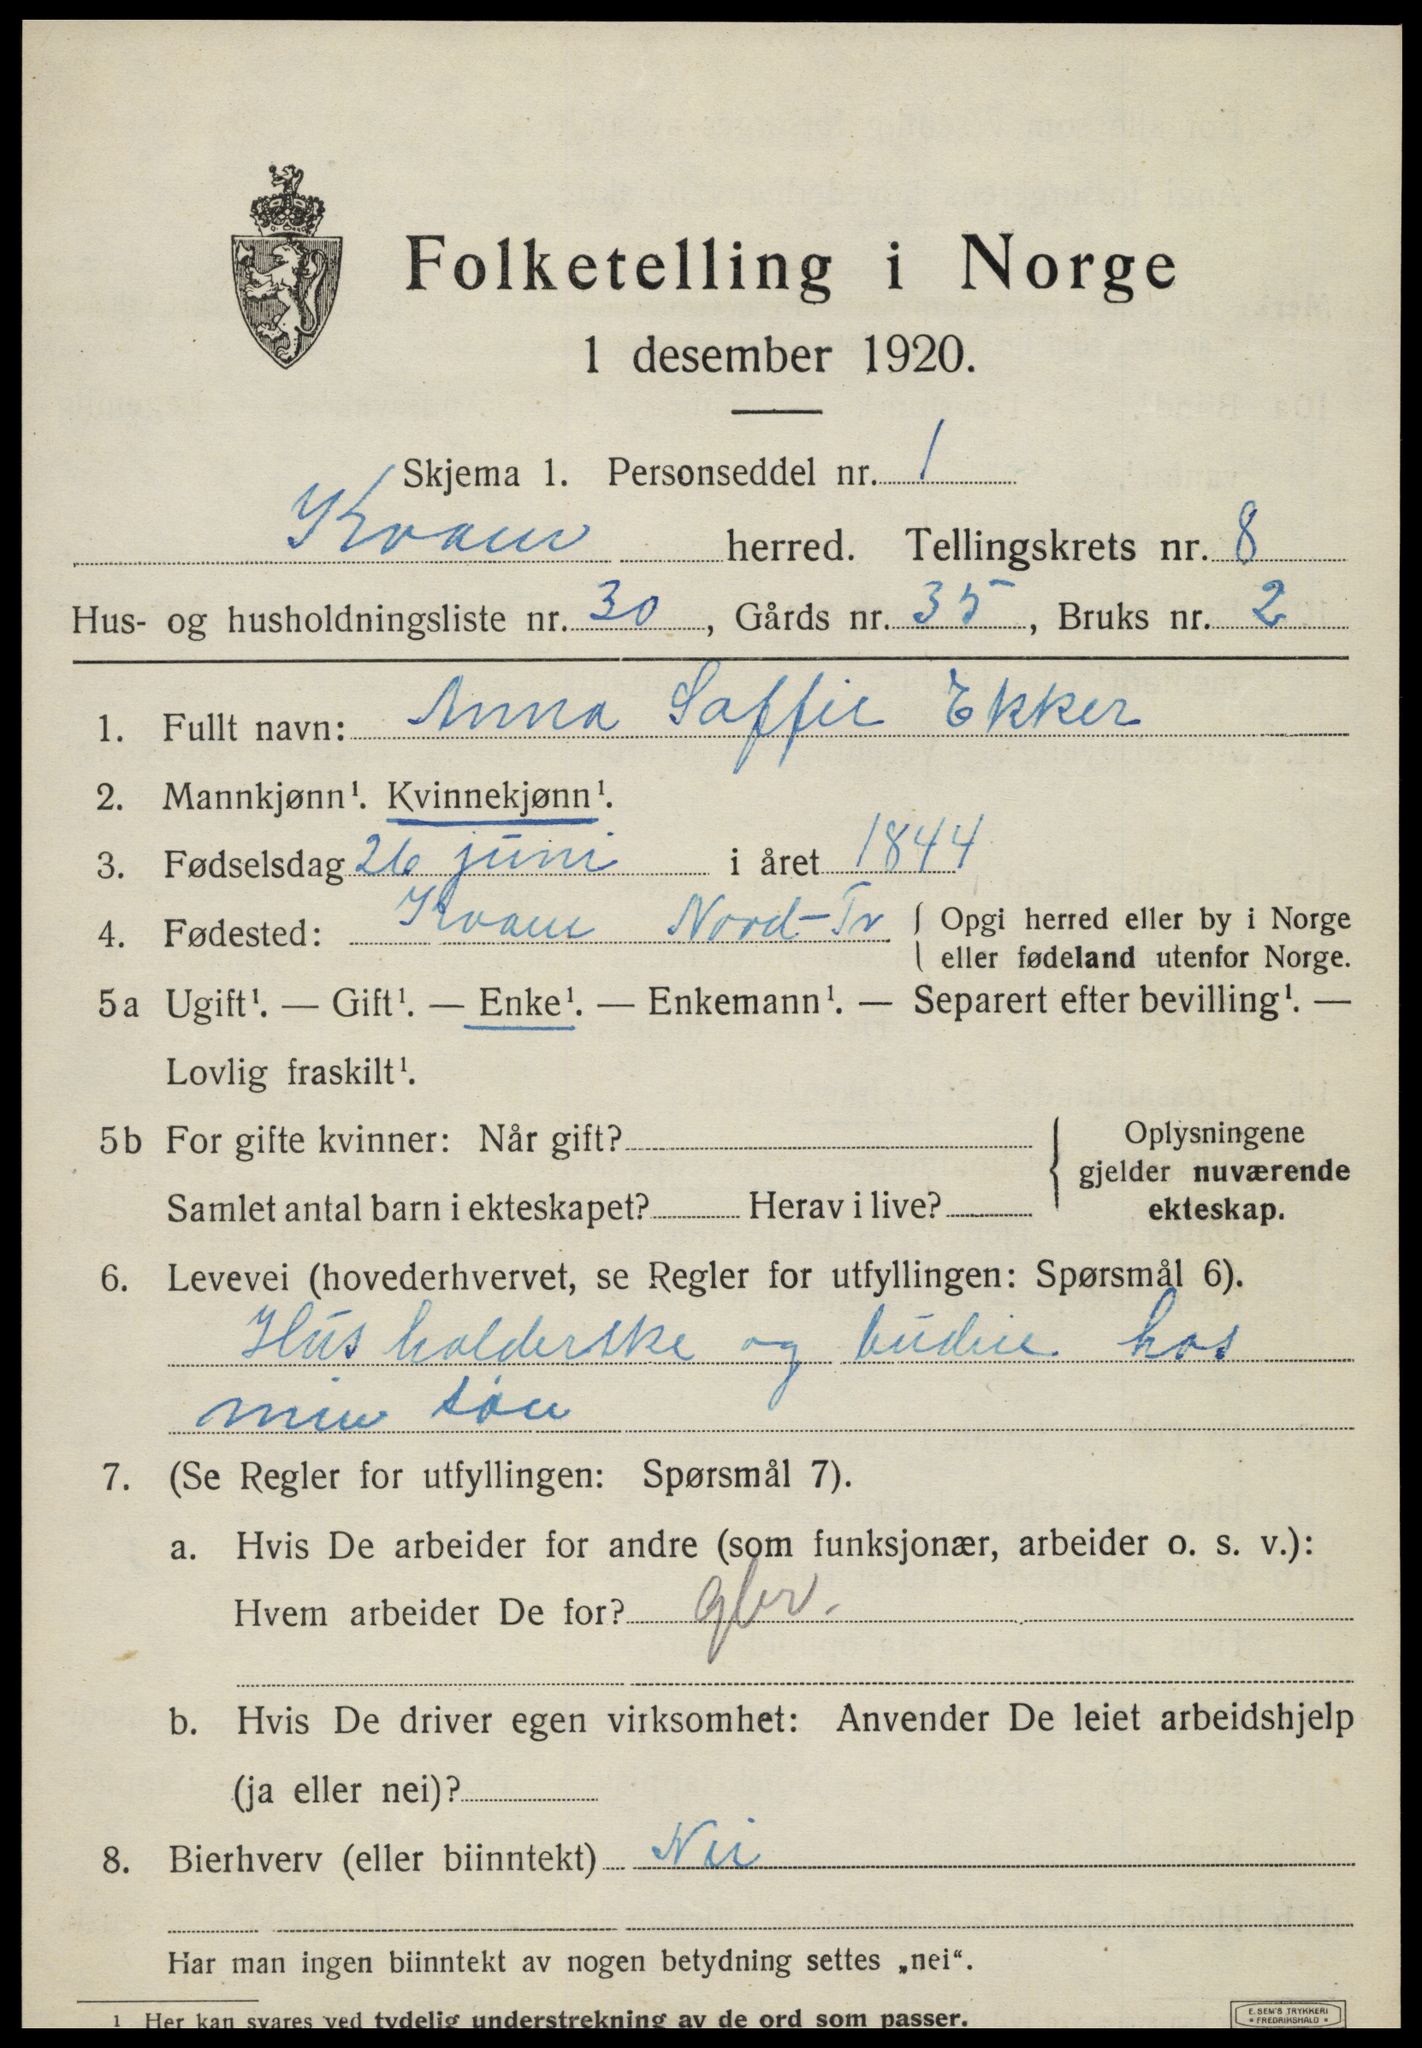 Folketelling i Norge
1 desember 1920.
Skjema 1. Personseddel nr. 1
Kvam herred. Tellingskrets nr. 8
Hus- og husholdningsliste nr. 30, Gårds nr. 35, Bruks nr. 2
1. Fullt navn: Anna Saffie Ekker
2. Mannkjønn¹. Kvinnekjønn¹.
3. Fødselsdag 26 juni i året 1844
4. Fødested: Kvam Nord-Tr { Opgi herred eller by i Norge
eller fødeland utenfor Norge.
5a Ugift¹. — Gift¹. — Enke¹. — Enkemann¹. — Separert efter bevilling¹. —
Lovlig fraskilt¹.
5b For gifte kvinner: Når gift? { Oplysningene
gjelder nuværende
Samlet antal barn i ekteskapet? Herav i live? ekteskap.
6. Levevei (hovederhvervet, se Regler for utfyllingen: Spørsmål 6).
Husholderske og budeie hos
min søn
7. (Se Regler for utfyllingen: Spørsmål 7).
a. Hvis De arbeider for andre (som funksjonær, arbeider o. s. v.):
Hvem arbeider De for? gbr.
b. Hvis De driver egen virksomhet: Anvender De leiet arbeidshjelp
(ja eller nei)?
8. Bierhverv (eller biinntekt) Nei
Har man ingen biinntekt av nogen betydning settes „nei“.
¹ Her kan svares ved tydelig understrekning av de ord som passer.
E. SEM'S TRYKKERI
• FREDRIKSHALD •